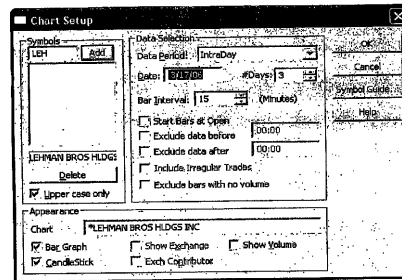 Chart Setup
Symbols
LEH Add
LEHMAN BROS HLDGS
Delete
Upper case only
Data Selection
Data Period: IntraDay
Date: 8/17/06 #Days: 3
Bar Interval: 15 (Minutes)
Start Bars at Open
Exclude data before 00:00
Exclude data after 00:00
Include Irregular Trades
Exclude bars with no volume
OK
Cancel
Symbol Guide
Help
Appearance
Chart *LEHMAN BROS HLDGS INC
Bar Graph Show Exchange Show Volume
CandleStick Exch Contributor